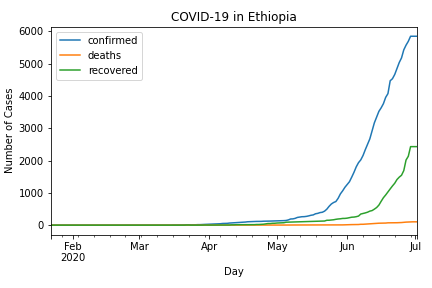 COVID-19 in Ethiopia
confirmed
deaths
recovered
6000
5000
4000
3000
2000
1000
0
Number of Cases
Feb
2020
Mar
Apr
May
Jun
Jul
Day